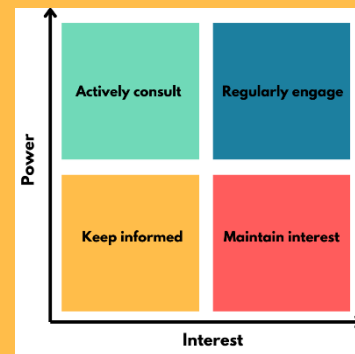 Actively consult
Regularly engage
Power
Keep informed
Maintain interest
Interest